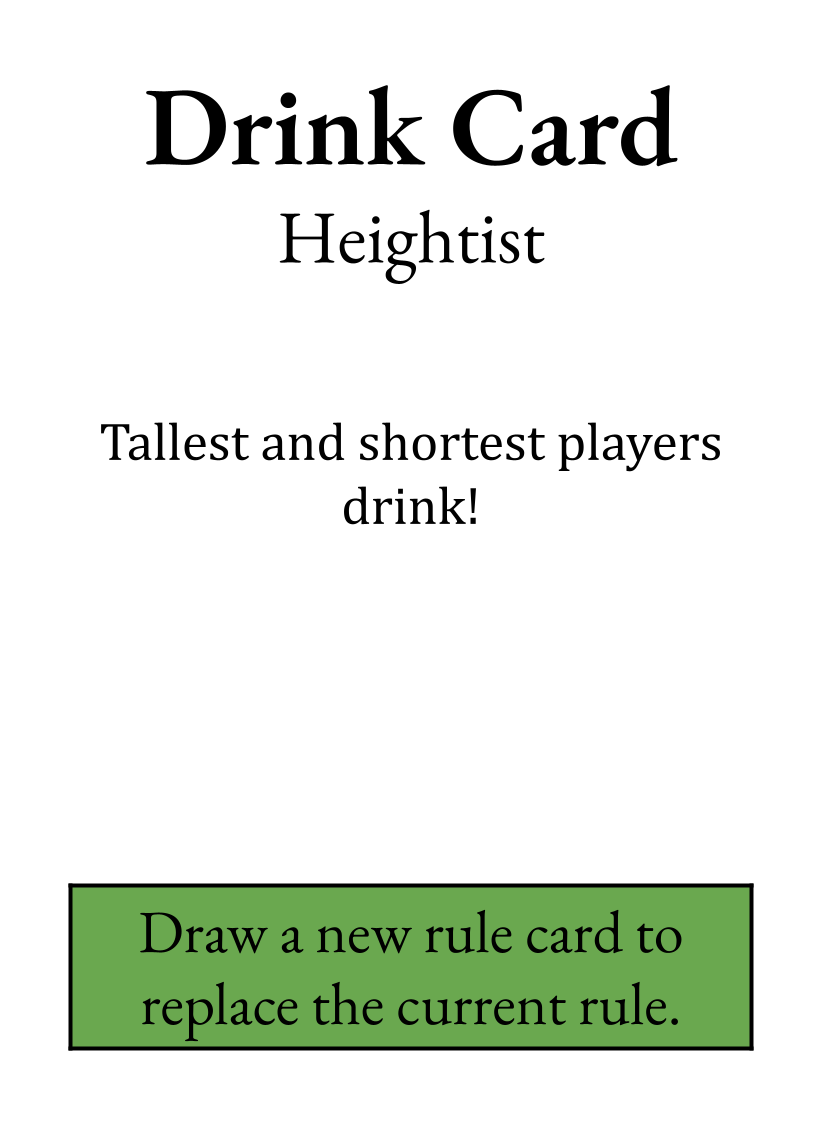 Drink Card
Heightist
Tallest and shortest players
drink!
Draw a new rule card to
replace the current rule.